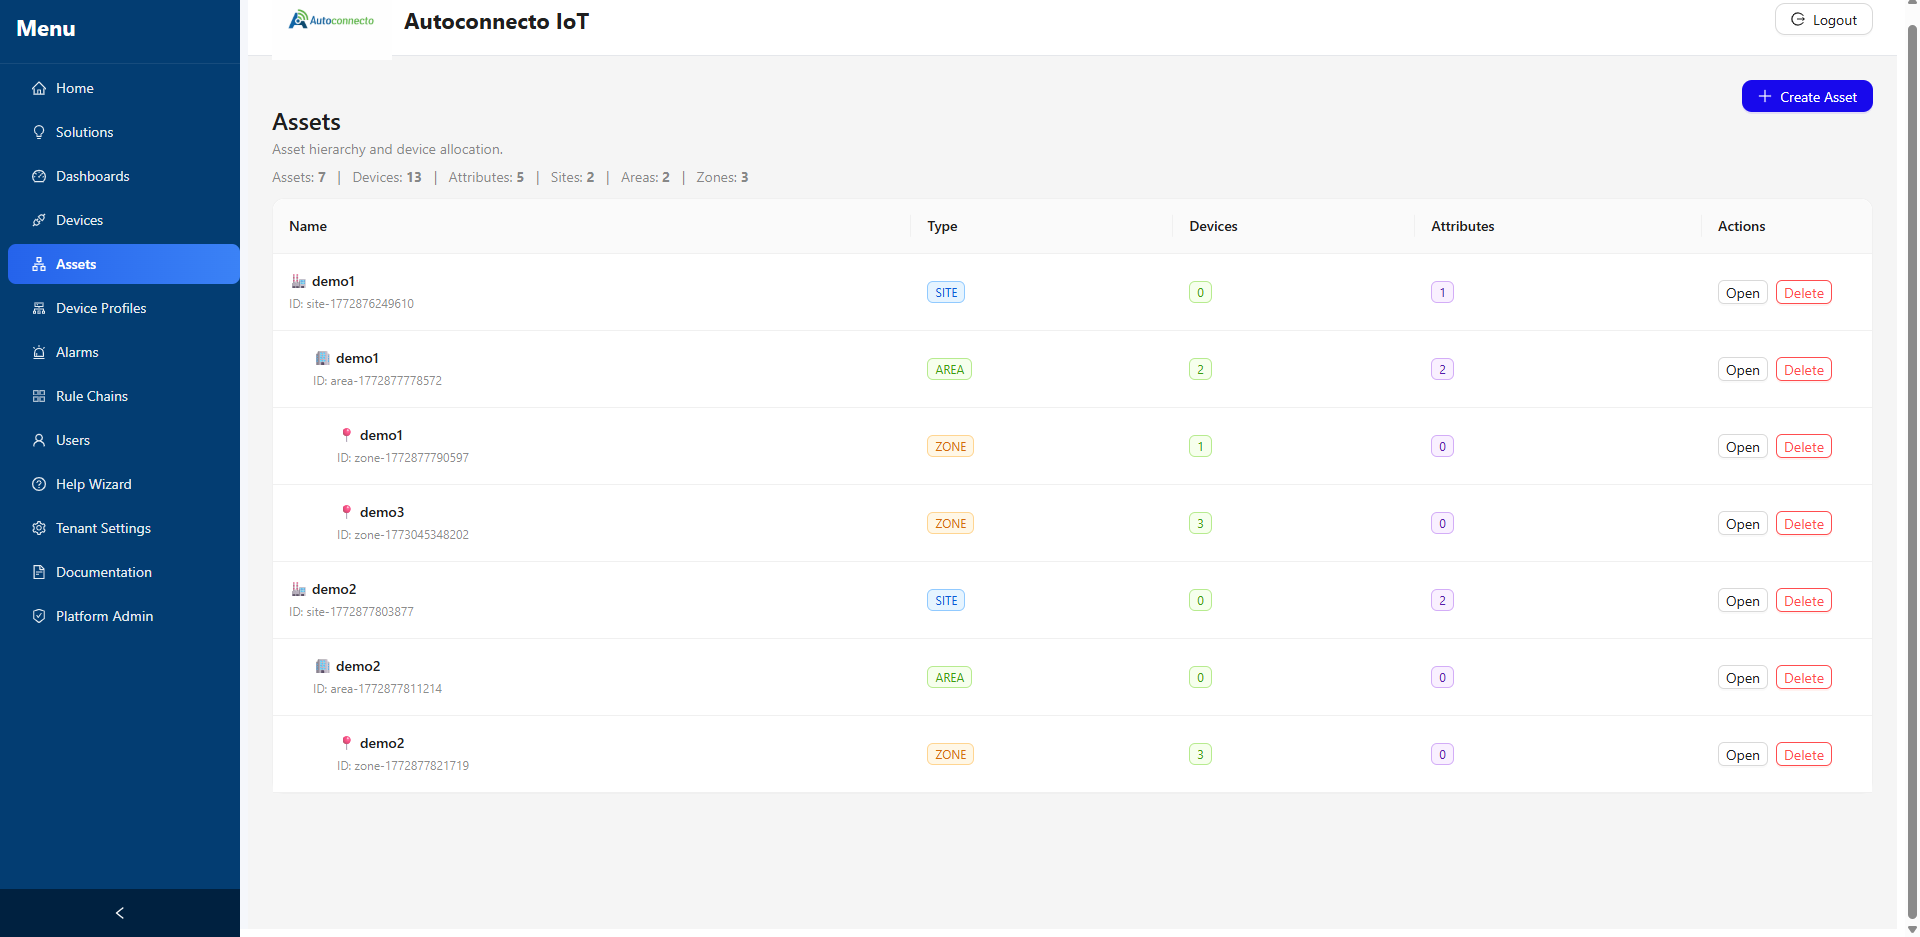 Menu
Home
Solutions
Dashboards
Devices
Assets
Device Profiles
Alarms
Rule Chains
Users
Help Wizard
Tenant Settings
Documentation
Platform Admin
Autoconnecto
Autoconnecto IoT
Logout
Create Asset
Assets
Asset hierarchy and device allocation.
Assets: 7 | Devices: 13 | Attributes: 5 | Sites: 2 | Areas: 2 | Zones: 3
Name Type Devices Attributes Actions
demo1
ID: site-1772876249610
SITE 0 1 Open Delete
demo1
ID: area-1772877778572
AREA 2 2 Open Delete
demo1
ID: zone-1772877790597
ZONE 1 0 Open Delete
demo3
ID: zone-1773045348202
ZONE 3 0 Open Delete
demo2
ID: site-1772877803877
SITE 0 2 Open Delete
demo2
ID: area-1772877811214
AREA 0 0 Open Delete
demo2
ID: zone-1772877821719
ZONE 3 0 Open Delete